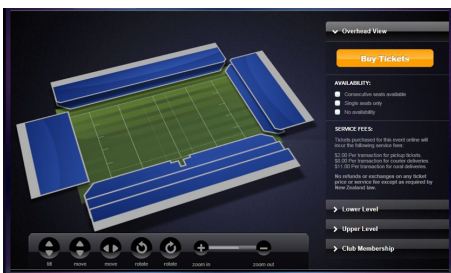 Overhead View
Buy Tickets
AVAILABILITY:
Consecutive seats available
Single seats only
No availability
SERVICE FEES:
Tickets purchased for this event online will
incur the following service fees:
$2.00 Per transaction for pickup tickets.
$8.00 Per transaction for courier deliveries.
$11.00 Per transaction for rural deliveries.
No refunds or exchanges on any ticket
price or service fee except as required by
New Zealand law.
Lower Level
Upper Level
Club Membership
tilt move move rotate rotate zoom in zoom out